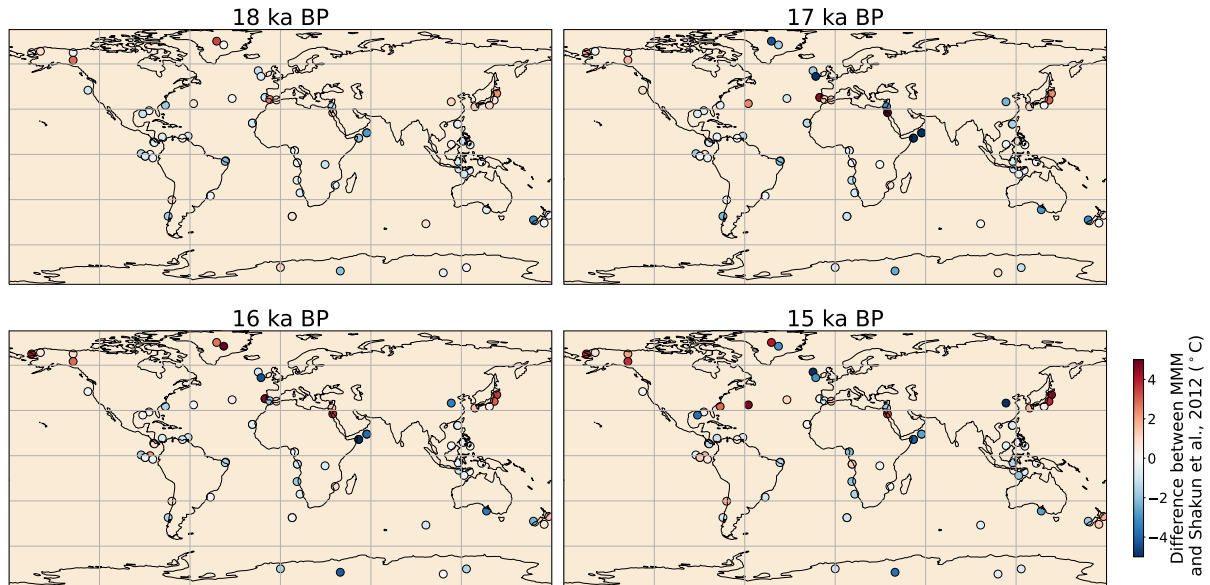 18 ka BP
17 ka BP
16 ka BP
15 ka BP
4
2
0
−2
−4
Difference between MMM
and Shakun et al., 2012 (°C)